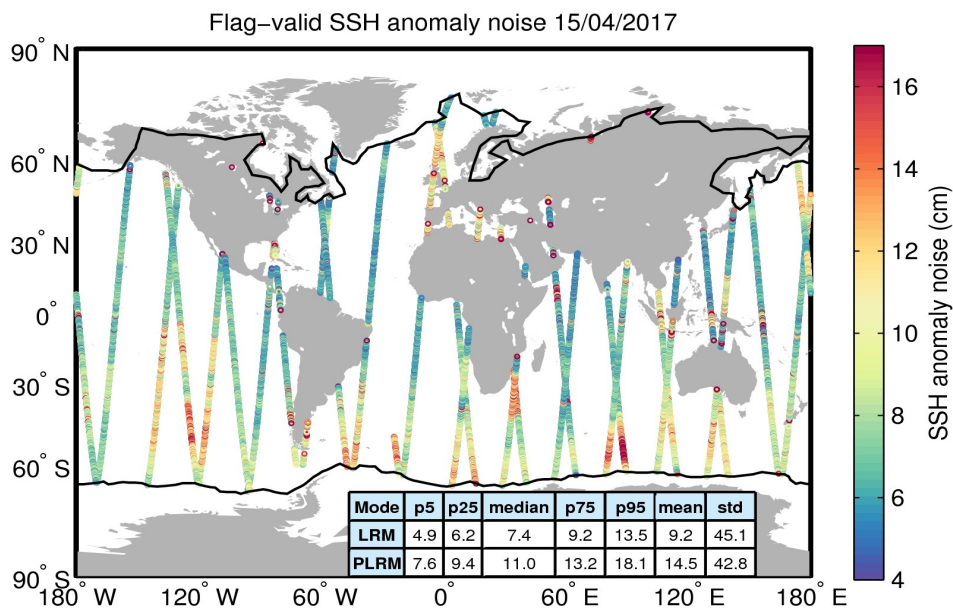 Flag−valid SSH anomaly noise 15/04/2017
90° N
60° N
30° N
0°
30° S
60° S
90° S
180° W 120° W 60° W 0° 60° E 120° E 180° E
Mode p5 p25 median p75 p95 mean std
LRM 4.9 6.2 7.4 9.2 13.5 9.2 45.1
PLRM 7.6 9.4 11.0 13.2 18.1 14.5 42.8
16
14
12
10
8
6
4
SSH anomaly noise (cm)